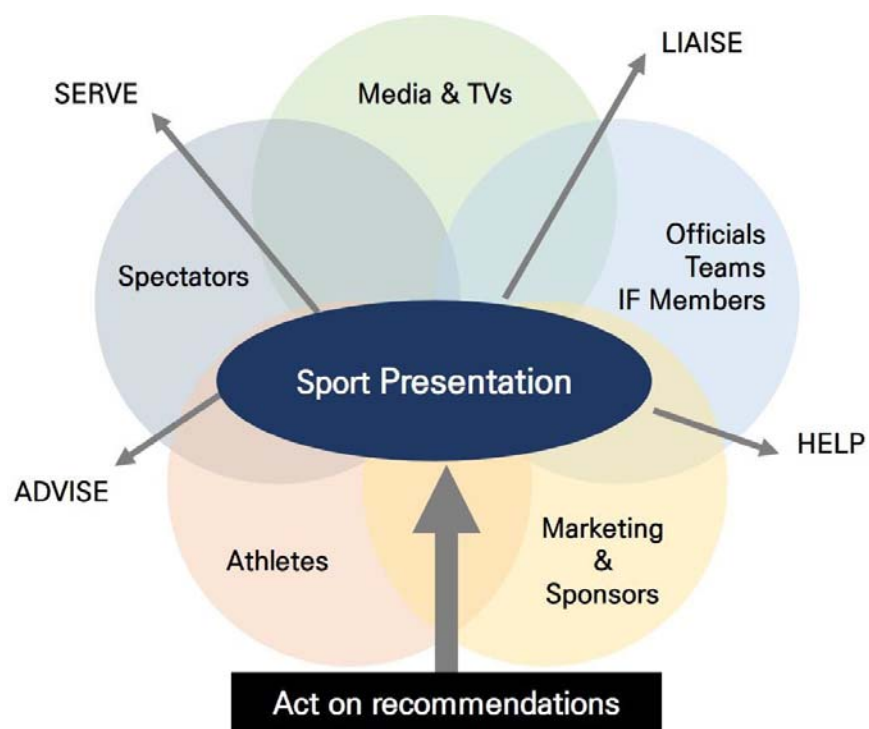 LIAISE
SERVE
Media & TVs
Officials
Teams
IF Members
Spectators
Sport Presentation
HELP
ADVISE
Marketing
&
Sponsors
Athletes
Act on recommendations